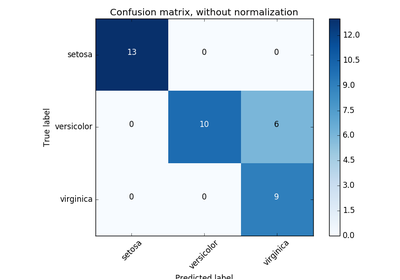 Confusion matrix, without normalization
True label
setosa
versicolor
virginica
13 0 0
0 10 6
0 0 9
setosa
versicolor
virginica
Predicted label
12.0
10.5
9.0
7.5
6.0
4.5
3.0
1.5
0.0